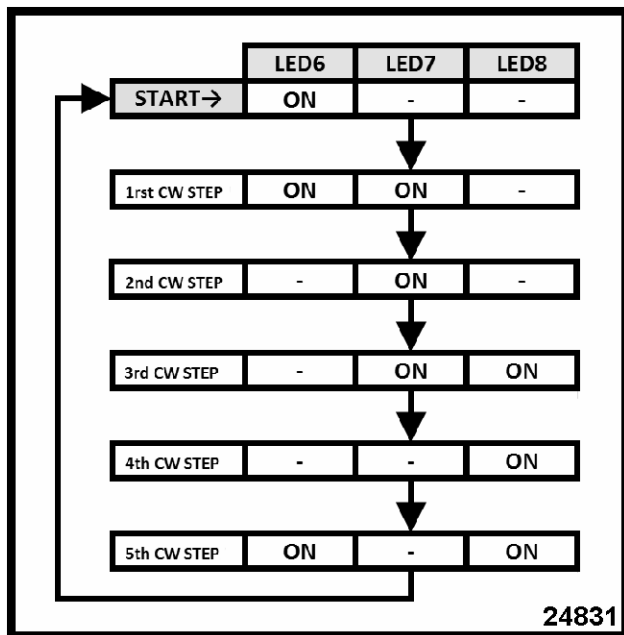 LED6 LED7 LED8
START→ ON - -
1rst CW STEP ON ON -
2nd CW STEP - ON -
3rd CW STEP - ON ON
4th CW STEP - - ON
5th CW STEP ON - ON
24831